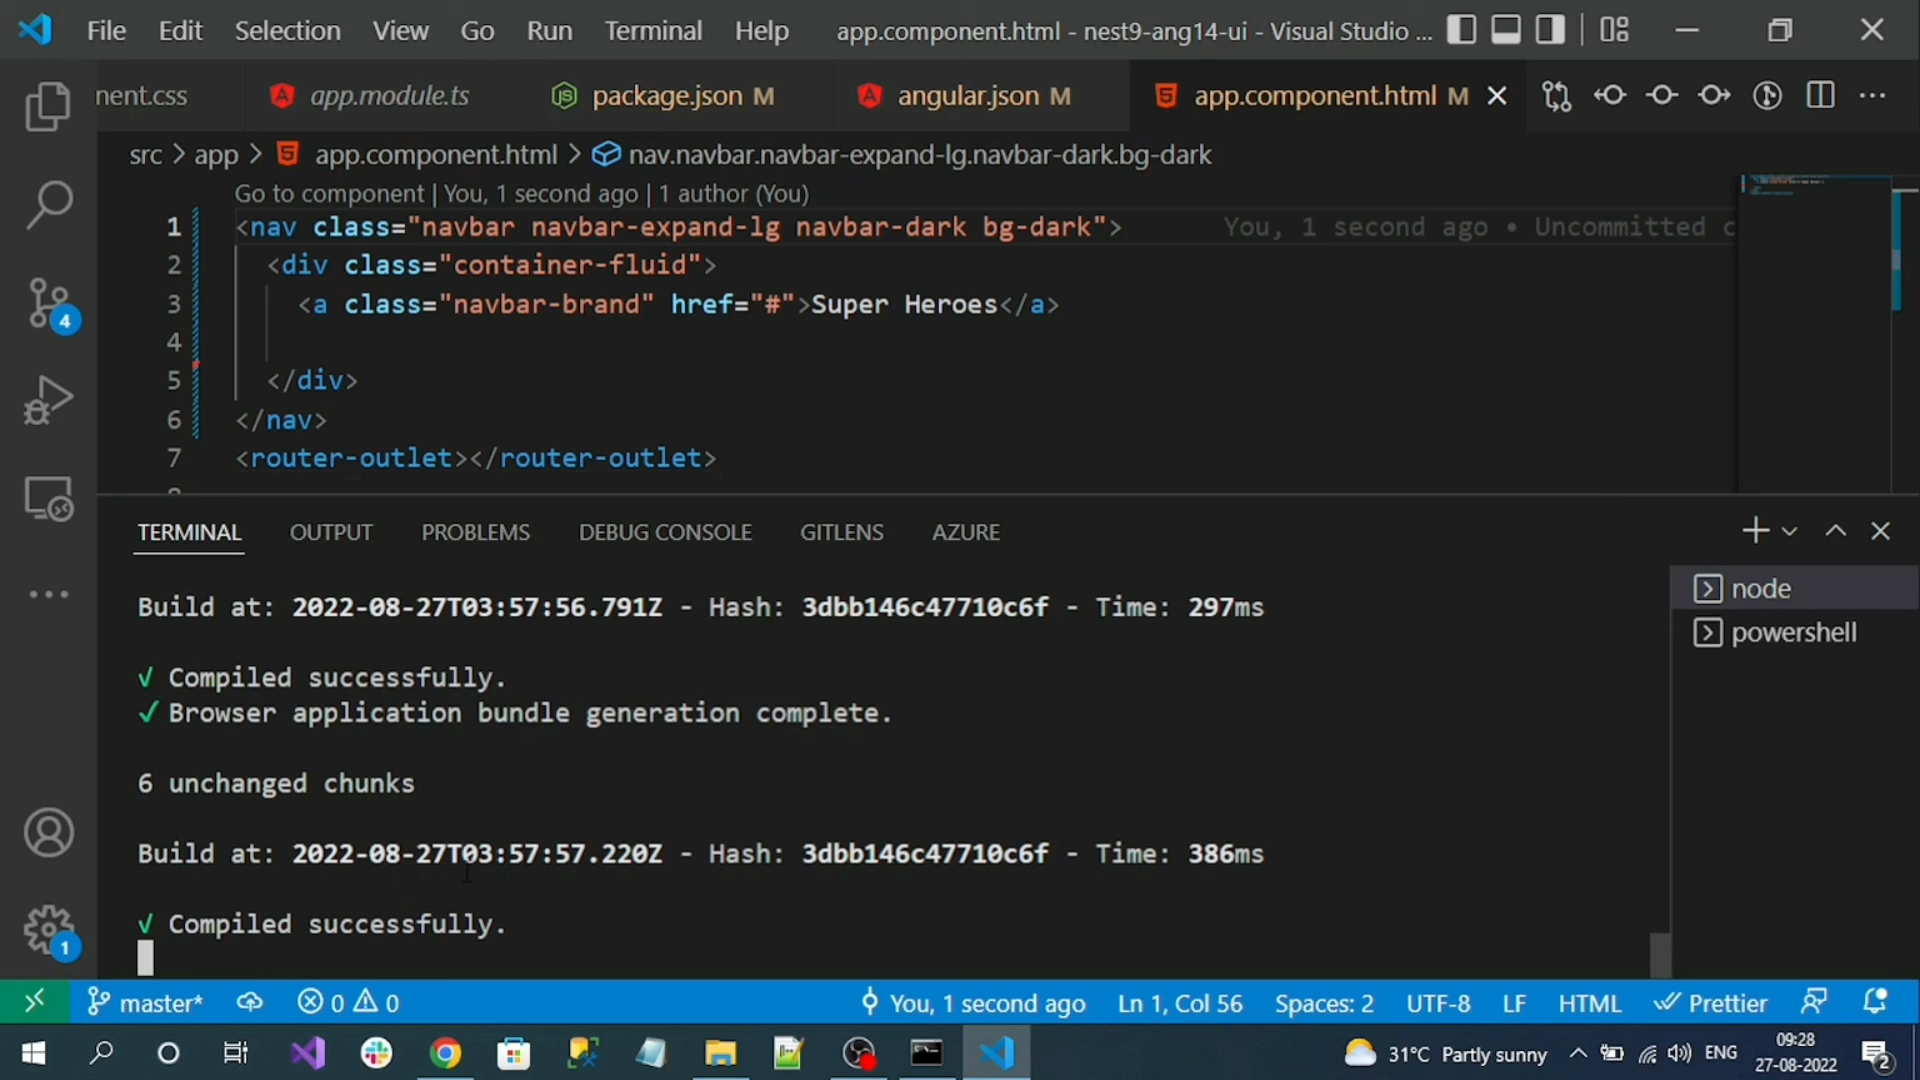 File Edit Selection View Go Run Terminal Help app.component.html - nest9-ang14-ui - Visual Studio ...
nent.css app.module.ts package.json M angular.json M app.component.html M
src > app > app.component.html > nav.navbar.navbar-expand-lg.navbar-dark.bg-dark
Go to component | You, 1 second ago | 1 author (You)
1 <nav class="navbar navbar-expand-lg navbar-dark bg-dark"> You, 1 second ago • Uncommitted c
2 <div class="container-fluid">
3 <a class="navbar-brand" href="#">Super Heroes</a>
4
5 </div>
6 </nav>
7 <router-outlet></router-outlet>
TERMINAL OUTPUT PROBLEMS DEBUG CONSOLE GITLENS AZURE
node
powershell
Build at: 2022-08-27T03:57:56.791Z - Hash: 3dbb146c47710c6f - Time: 297ms
√ Compiled successfully.
✓ Browser application bundle generation complete.
6 unchanged chunks
Build at: 2022-08-27T03:57:57.220Z - Hash: 3dbb146c47710c6f - Time: 386ms
√ Compiled successfully.
4
1
master* 0 0 You, 1 second ago Ln 1, Col 56 Spaces: 2 UTF-8 LF HTML Prettier
31°C Partly sunny ENG 09:28
27-08-2022 2